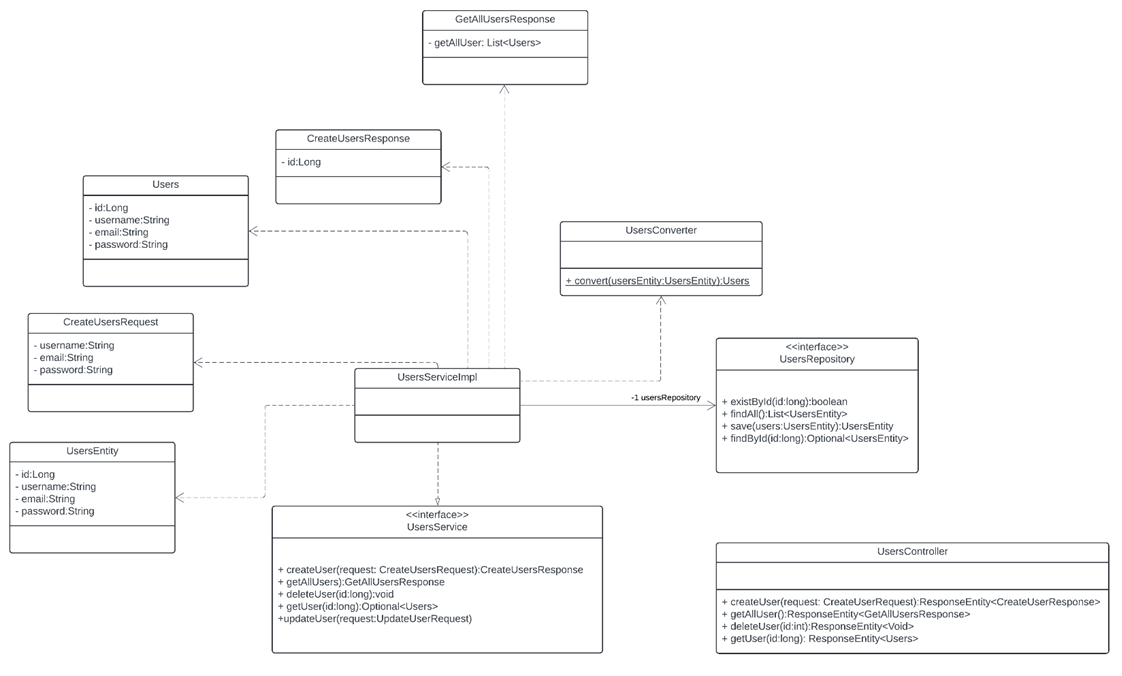 GetAllUsersResponse
- getAllUser: List<Users>
CreateUsersResponse
- id:Long
Users
- id:Long
- username:String
- email:String
- password:String
UsersConverter
+ convert(usersEntity:UsersEntity):Users
CreateUsersRequest
- username:String
- email:String
- password:String
<<interface>>
UsersRepository
+ existById(id:long):boolean
+ findAll():List<UsersEntity>
+ save(users:UsersEntity):UsersEntity
+ findById(id:long):Optional<UsersEntity>
UsersServiceImpl
-1 usersRepository
UsersEntity
- id:Long
- username:String
- email:String
- password:String
<<interface>>
UsersService
+ createUser(request: CreateUsersRequest):CreateUsersResponse
+ getAllUsers):GetAllUsersResponse
+ deleteUser(id:long):void
+ getUser(id:long):Optional<Users>
+updateUser(request:UpdateUserRequest)
UsersController
+ createUser(request: CreateUserRequest):ResponseEntity<CreateUserResponse>
+ getAllUser():ResponseEntity<GetAllUsersResponse>
+ deleteUser(id:int):ResponseEntity<Void>
+ getUser(id:long): ResponseEntity<Users>